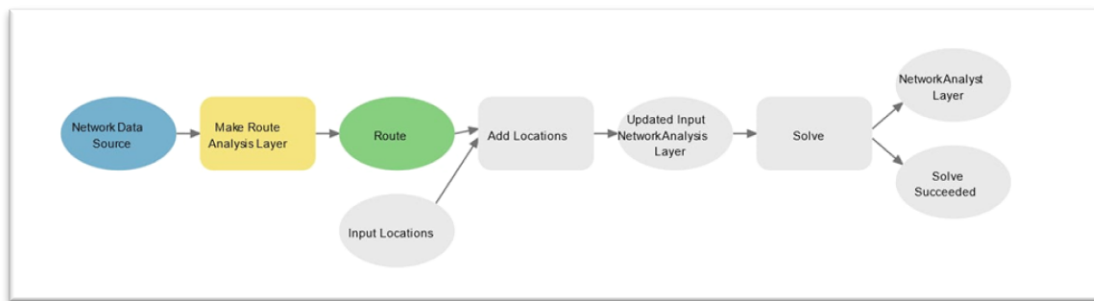 Network Data
Source
Make Route
Analysis Layer
Route
Input Locations
Add Locations
Updated Input
NetworkAnalysis
Layer
Solve
NetworkAnalyst
Layer
Solve
Succeeded